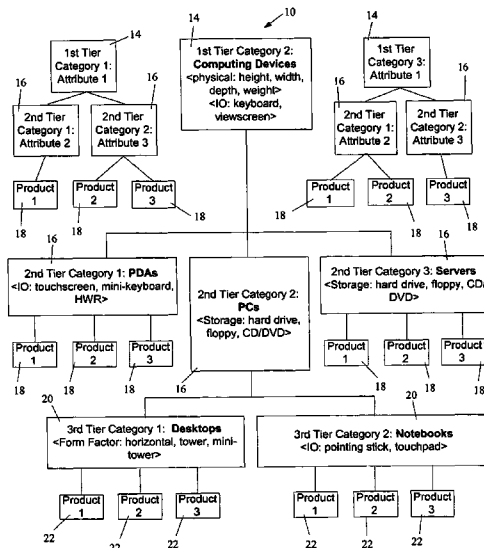 10
14
14
14
1st Tier
Category 1:
Attribute 1
1st Tier Category 2:
Computing Devices
<physical: height, width,
depth, weight>
<IO: keyboard,
viewscreen>
1st Tier
Category 3:
Attribute 1
16
16
16
16
2nd Tier
Category 1:
Attribute 2
2nd Tier
Category 2:
Attribute 3
2nd Tier
Category 1:
Attribute 2
2nd Tier
Category 2:
Attribute 3
Product
1
Product
2
Product
3
Product
1
Product
2
Product
3
18
18
18
18
18
18
16
16
2nd Tier Category 1: PDAs
<IO: touchscreen, mini-keyboard,
HWR>
2nd Tier Category 2:
PCs
<Storage: hard drive,
floppy, CD/DVD>
2nd Tier Category 3: Servers
<Storage: hard drive, floppy, CD/
DVD>
Product
1
Product
2
Product
3
Product
1
Product
2
Product
3
18
18
18
16
18
18
18
20
20
3rd Tier Category 1: Desktops
<Form Factor: horizontal, tower, mini-
tower>
3rd Tier Category 2: Notebooks
<IO: pointing stick, touchpad>
Product
1
Product
2
Product
3
Product
1
Product
2
Product
3
22
22
22
22
22
22